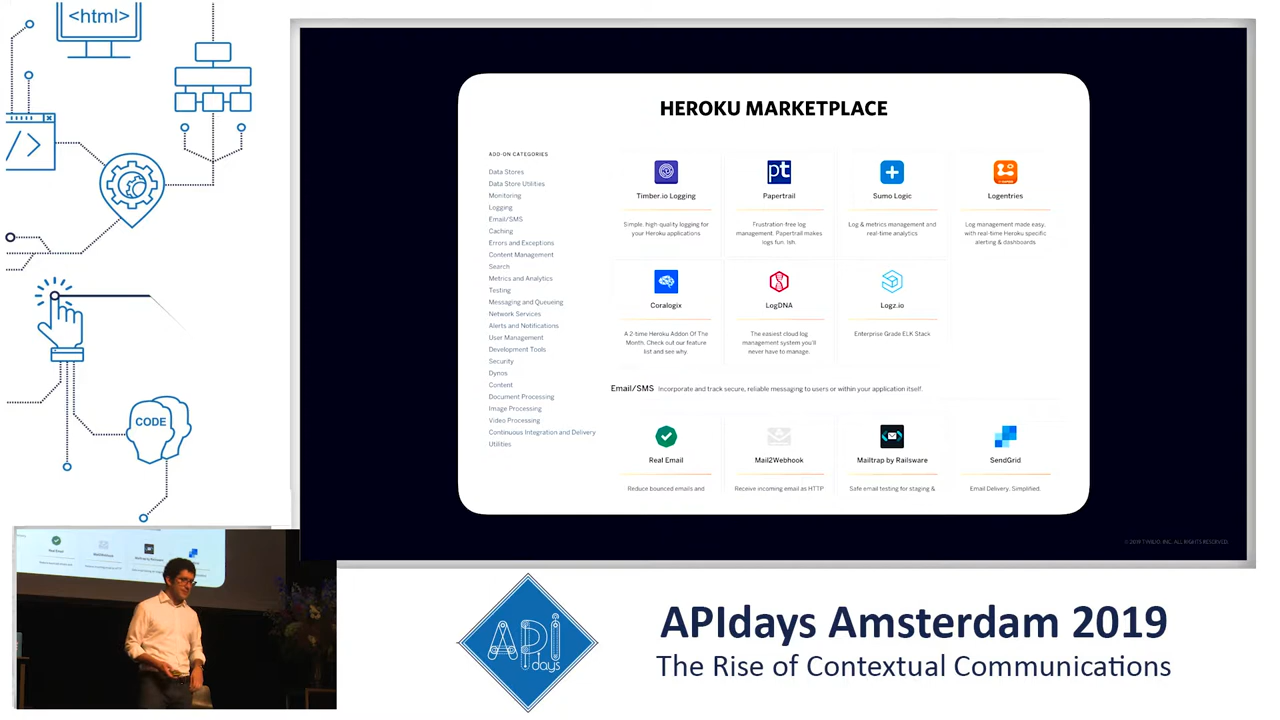 <html>
</>
CODE
HEROKU MARKETPLACE
ADD-ON CATEGORIES
Data Stores
Data Store Utilities
Monitoring
Logging
Email/SMS
Caching
Errors and Exceptions
Content Management
Search
Metrics and Analytics
Testing
Messaging and Queueing
Network Services
Alerts and Notifications
User Management
Development Tools
Security
Dynos
Content
Document Processing
Image Processing
Video Processing
Continuous Integration and Delivery
Utilities
Timber.io Logging
Simple, high-quality logging for
your Heroku applications
pt
Papertrail
Frustration-free log
management. Papertrail makes
logs fun. Ish.
Sumo Logic
Log & metrics management and
real-time analytics
Logentries
Log management made easy,
with real-time Heroku specific
alerting & dashboards.
Coralogix
A 2-time Heroku Addon Of The
Month. Check out our feature
list and see why.
LogDNA
The easiest cloud log
management system you'll
never have to manage.
Logz.io
Enterprise Grade ELK Stack
Email/SMS Incorporate and track secure, reliable messaging to users or within your application itself.
Real Email
Reduce bounced emails and
Mail2Webhook
Receive incoming email as HTTP
Mailtrap by Railsware
Safe email testing for staging &
SendGrid
Email Delivery. Simplified.
© 2019 TWILIO, INC. ALL RIGHTS RESERVED.
API
days
APIdays Amsterdam 2019
The Rise of Contextual Communications